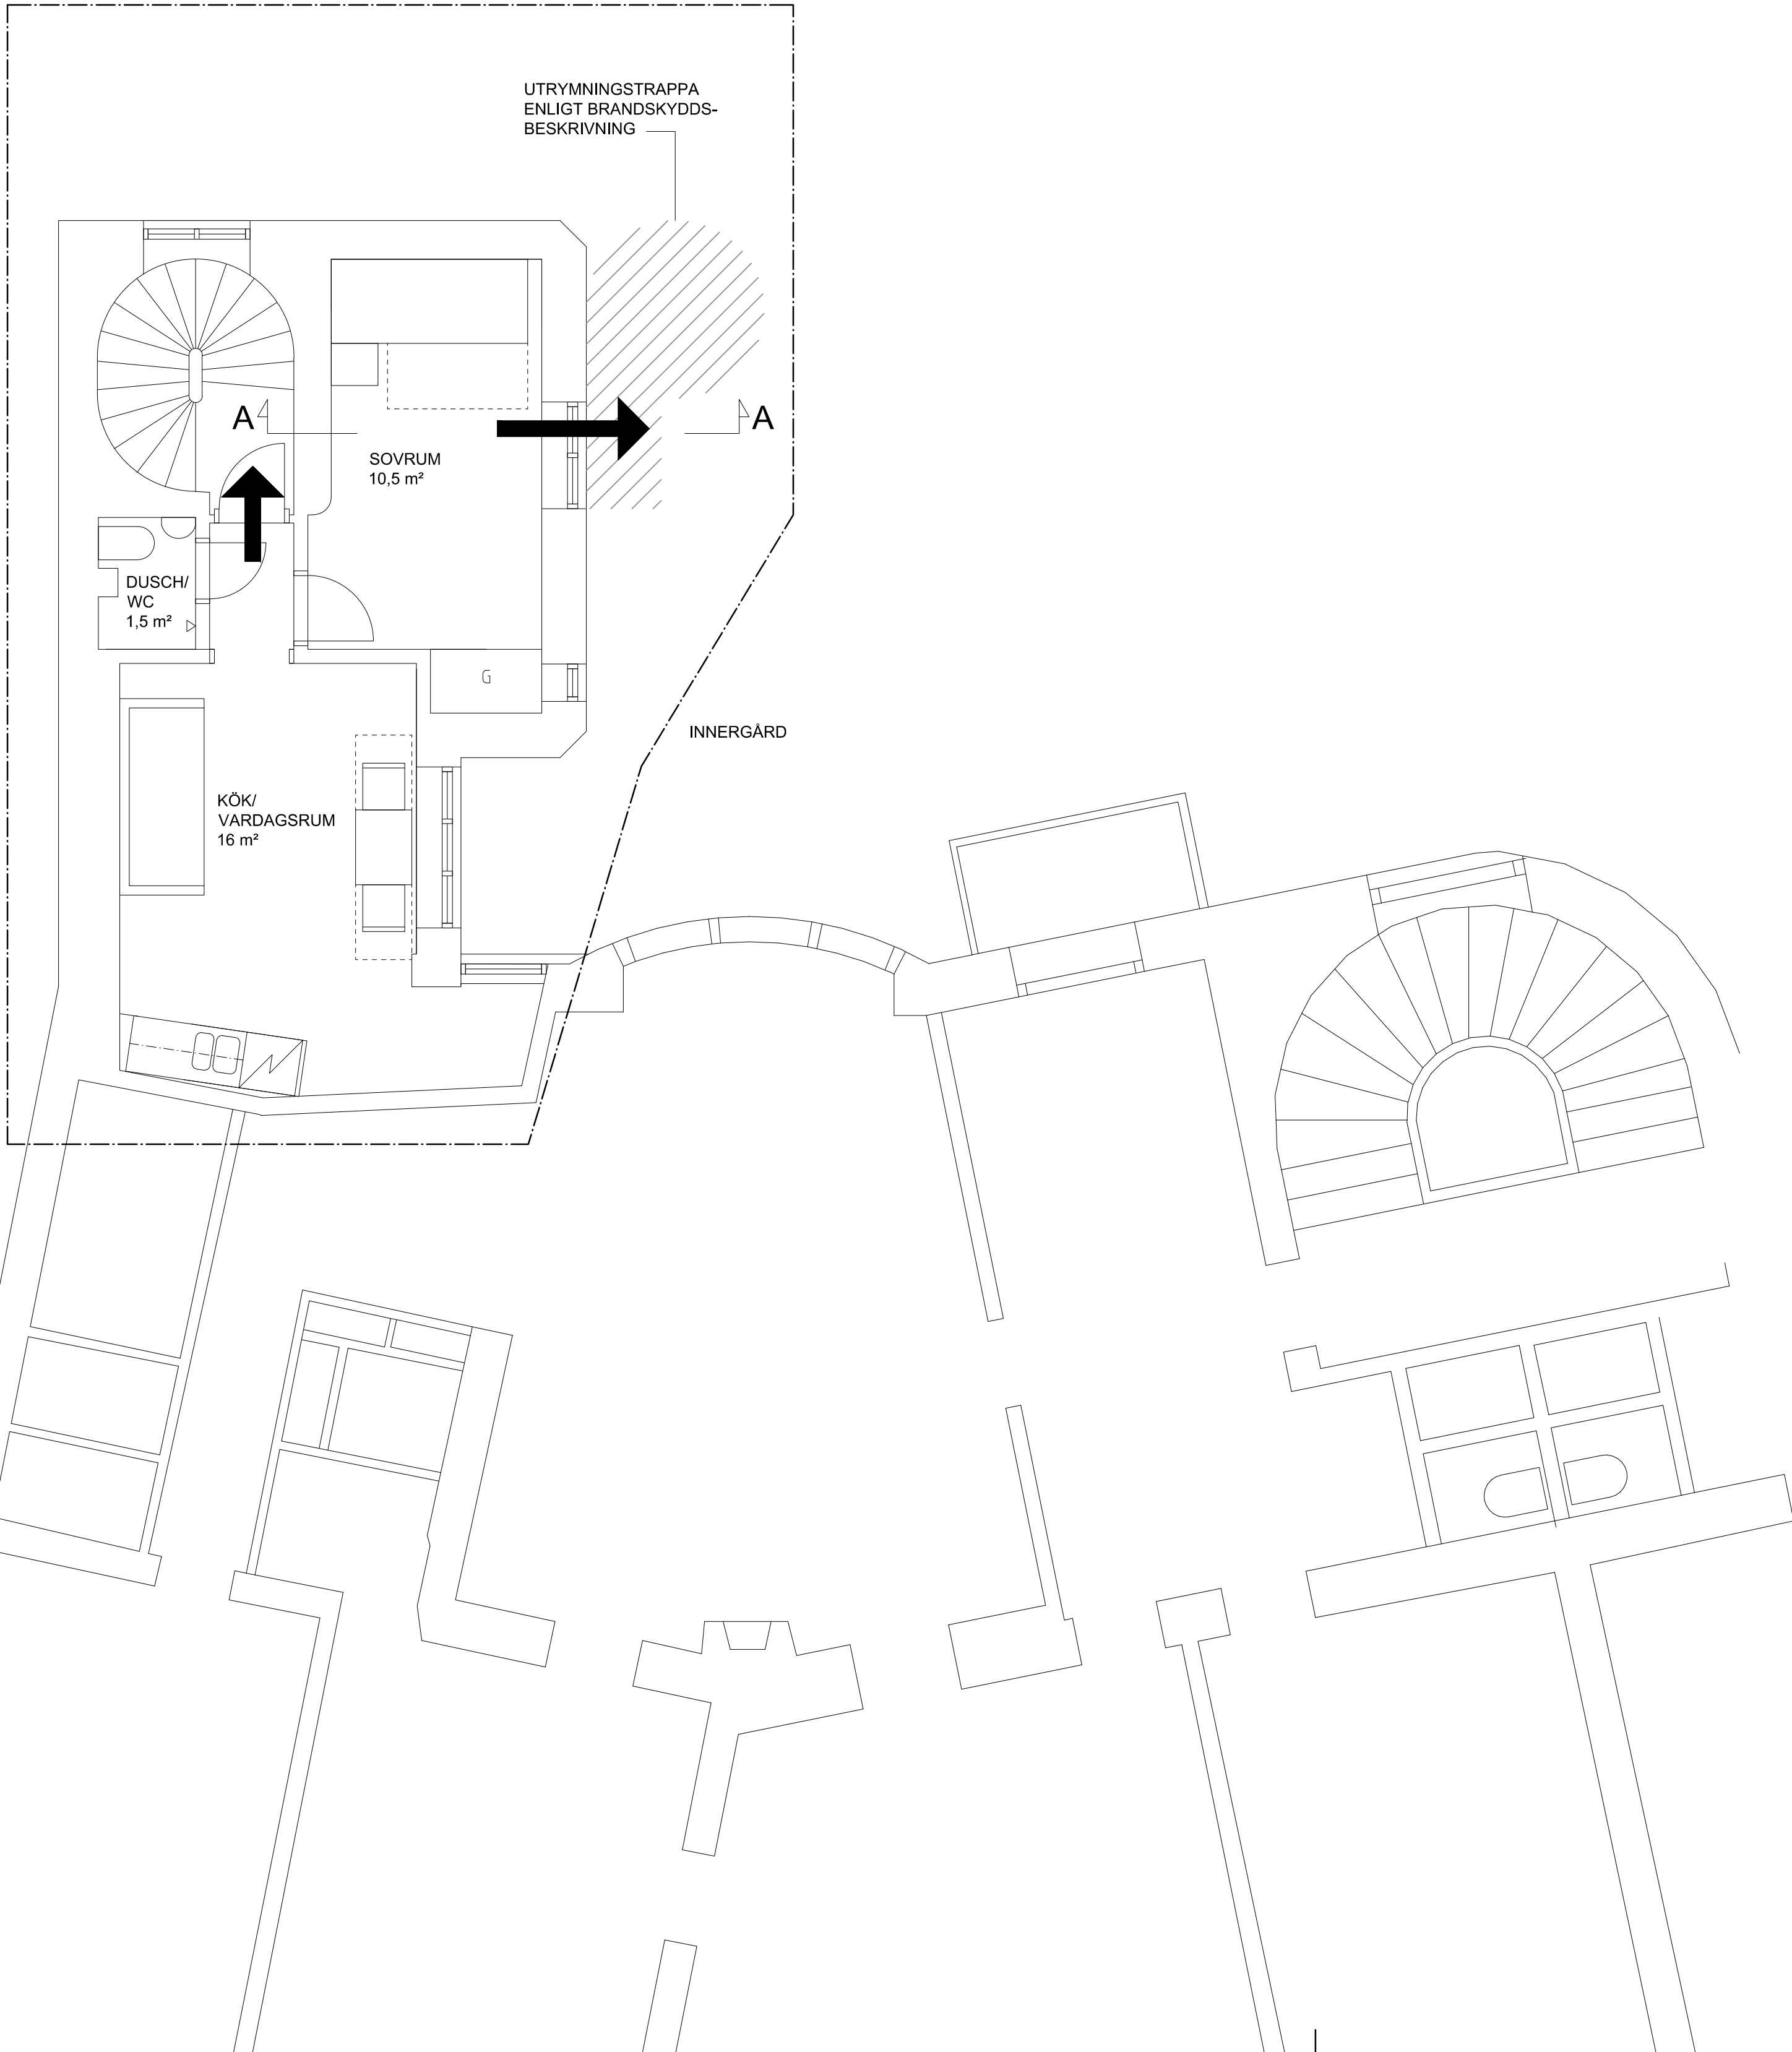 UTRYMNINGSTRAPPA
ENLIGT BRANDSKYDDS-
BESKRIVNING
A
A
SOVRUM
10,5 m²
DUSCH/
WC
1,5 m²
G
INNERGÅRD
KÖK/
VARDAGSRUM
16 m²